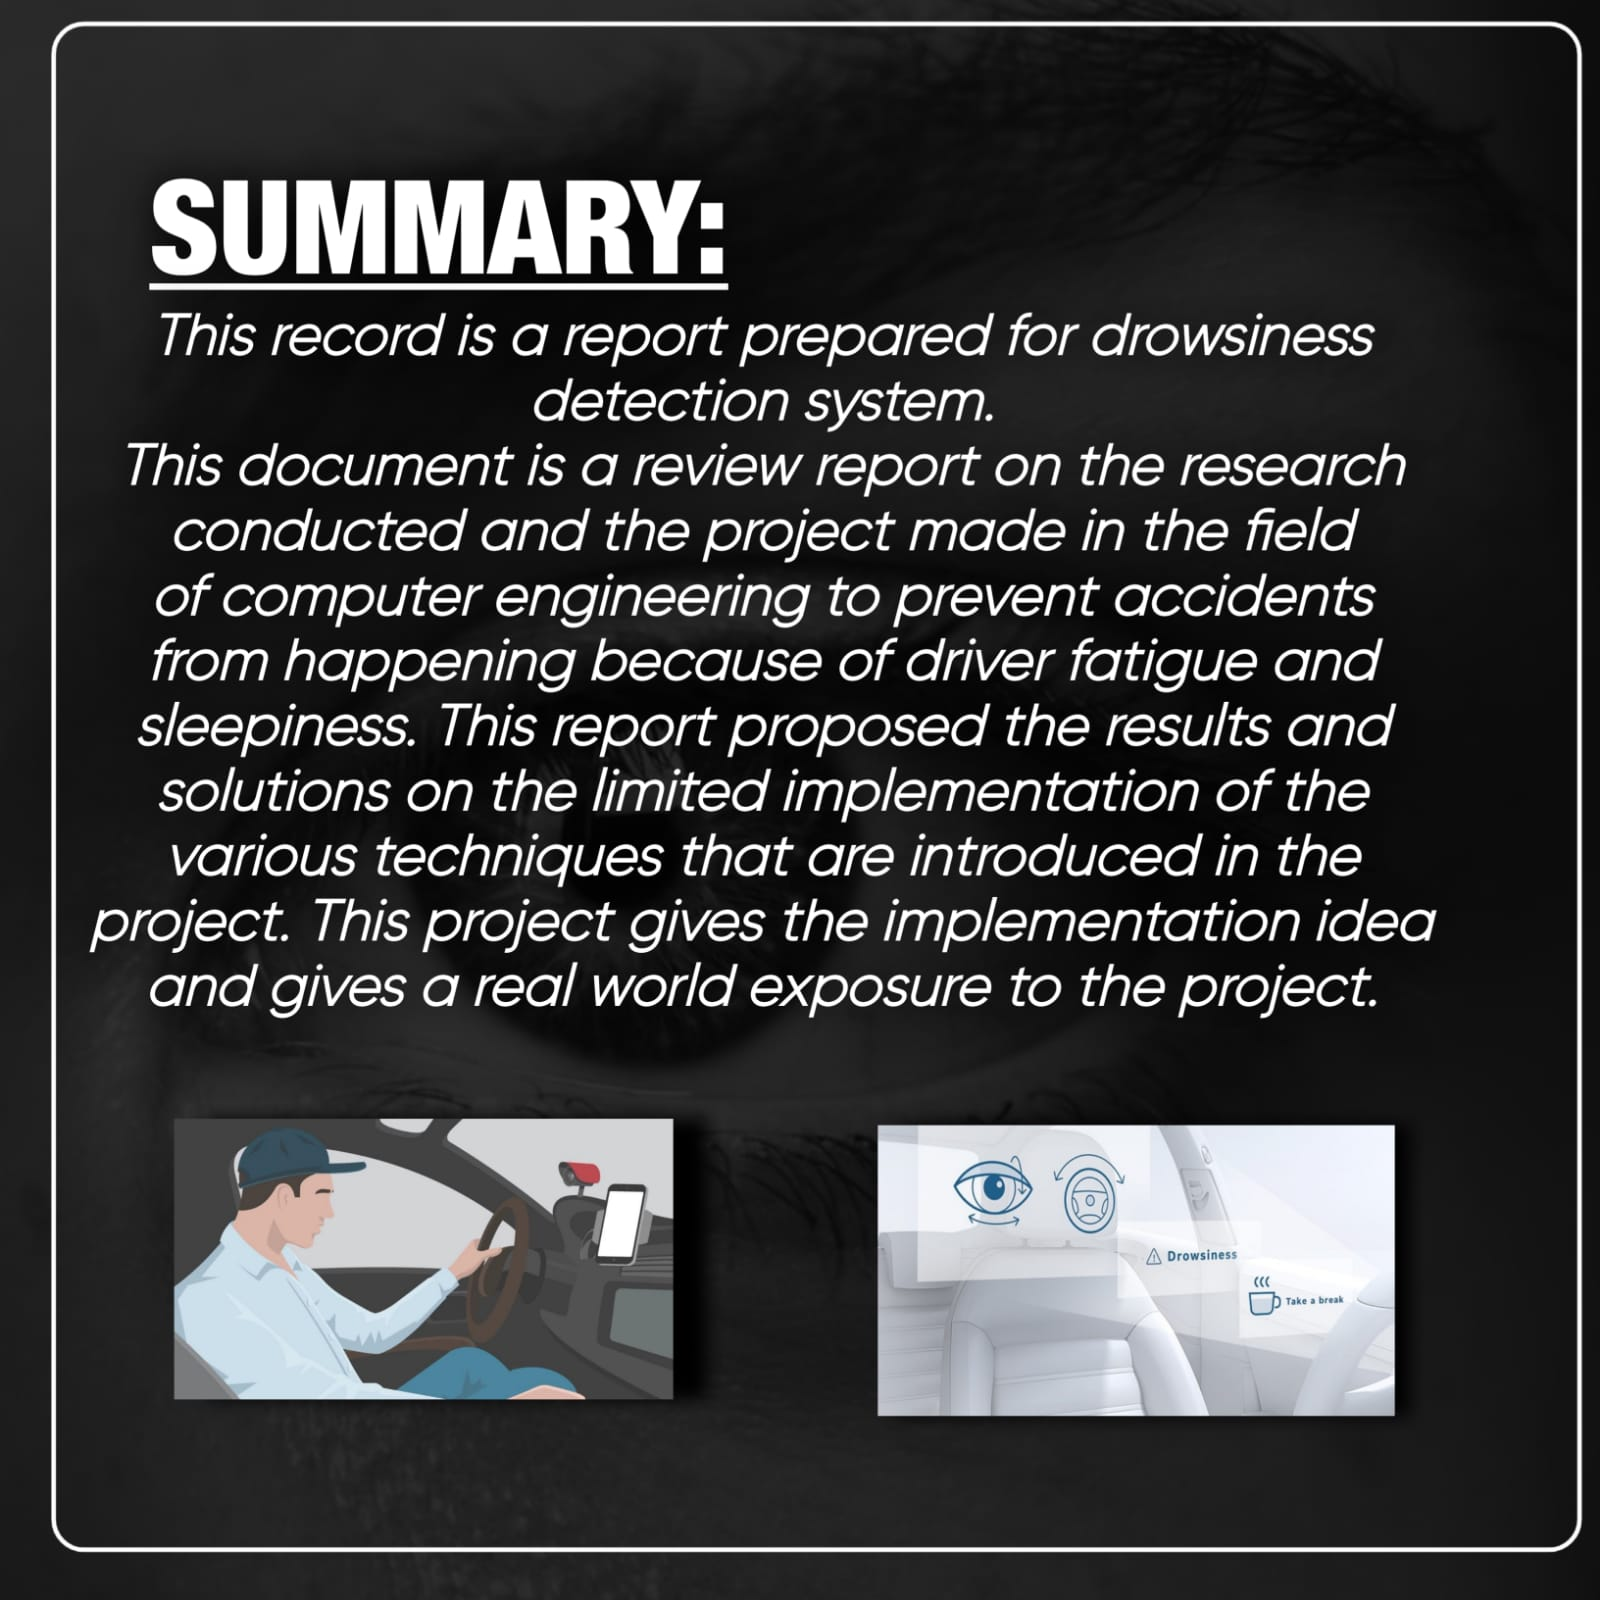 SUMMARY:
This record is a report prepared for drowsiness
detection system.
This document is a review report on the research
conducted and the project made in the field
of computer engineering to prevent accidents
from happening because of driver fatigue and
sleepiness. This report proposed the results and
solutions on the limited implementation of the
various techniques that are introduced in the
project. This project gives the implementation idea
and gives a real world exposure to the project.
Drowsiness
Take a break